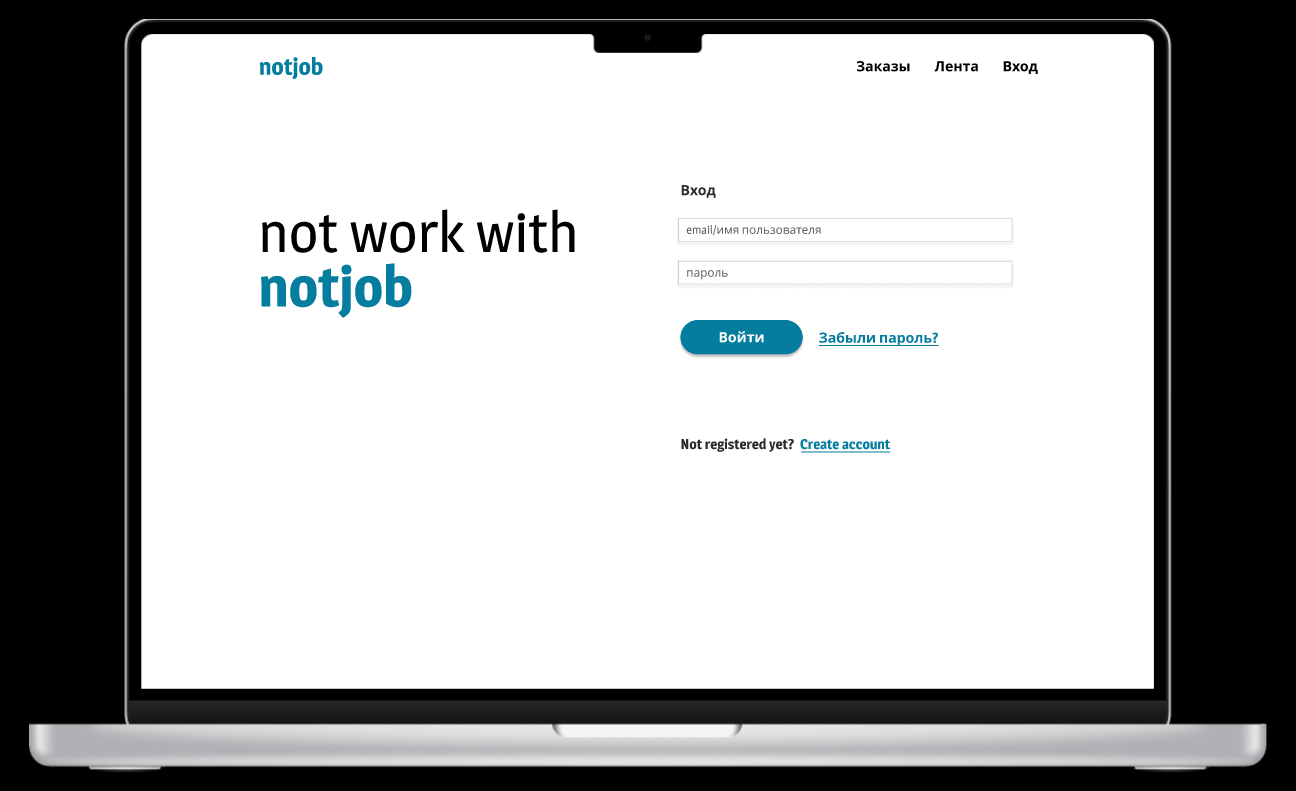 notjob
Заказы Лента Вход
not work with
notjob
Вход
email/имя пользователя
пароль
Войти Забыли пароль?
Not registered yet? Create account